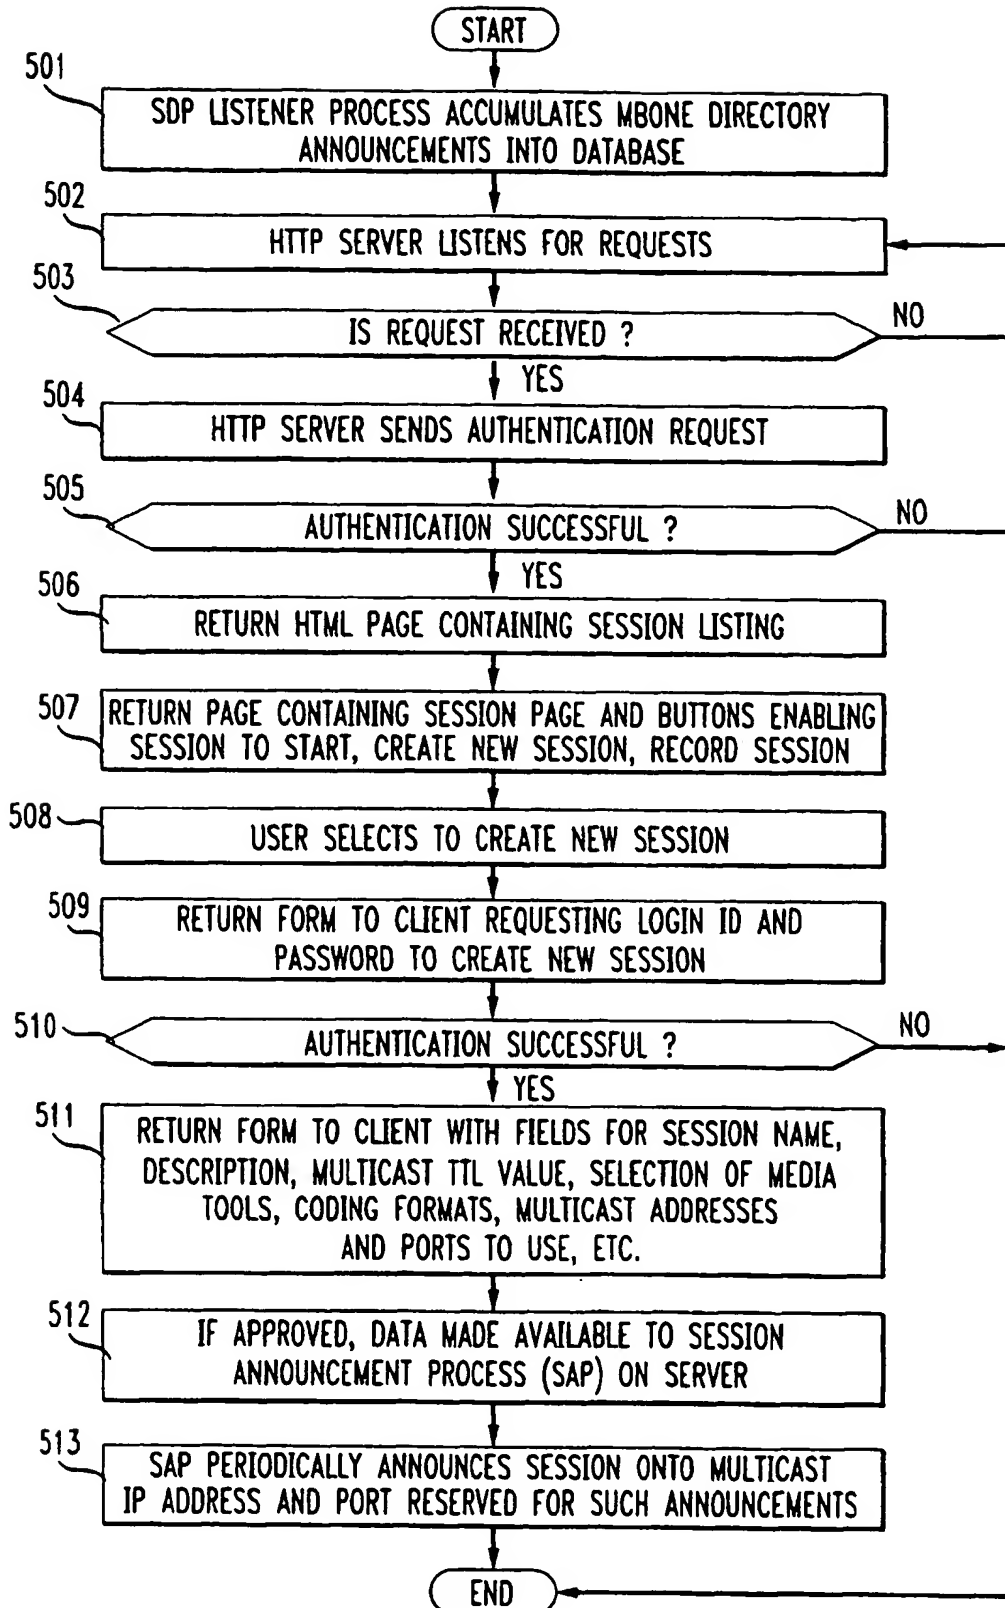 START
501
SDP LISTENER PROCESS ACCUMULATES MBONE DIRECTORY
ANNOUNCEMENTS INTO DATABASE
502
HTTP SERVER LISTENS FOR REQUESTS
503
IS REQUEST RECEIVED ?
NO
YES
504
HTTP SERVER SENDS AUTHENTICATION REQUEST
505
AUTHENTICATION SUCCESSFUL ?
NO
YES
506
RETURN HTML PAGE CONTAINING SESSION LISTING
507
RETURN PAGE CONTAINING SESSION PAGE AND BUTTONS ENABLING
SESSION TO START, CREATE NEW SESSION, RECORD SESSION
508
USER SELECTS TO CREATE NEW SESSION
509
RETURN FORM TO CLIENT REQUESTING LOGIN ID AND
PASSWORD TO CREATE NEW SESSION
510
AUTHENTICATION SUCCESSFUL ?
NO
YES
511
RETURN FORM TO CLIENT WITH FIELDS FOR SESSION NAME,
DESCRIPTION, MULTICAST TTL VALUE, SELECTION OF MEDIA
TOOLS, CODING FORMATS, MULTICAST ADDRESSES
AND PORTS TO USE, ETC.
512
IF APPROVED, DATA MADE AVAILABLE TO SESSION
ANNOUNCEMENT PROCESS (SAP) ON SERVER
513
SAP PERIODICALLY ANNOUNCES SESSION ONTO MULTICAST
IP ADDRESS AND PORT RESERVED FOR SUCH ANNOUNCEMENTS
END